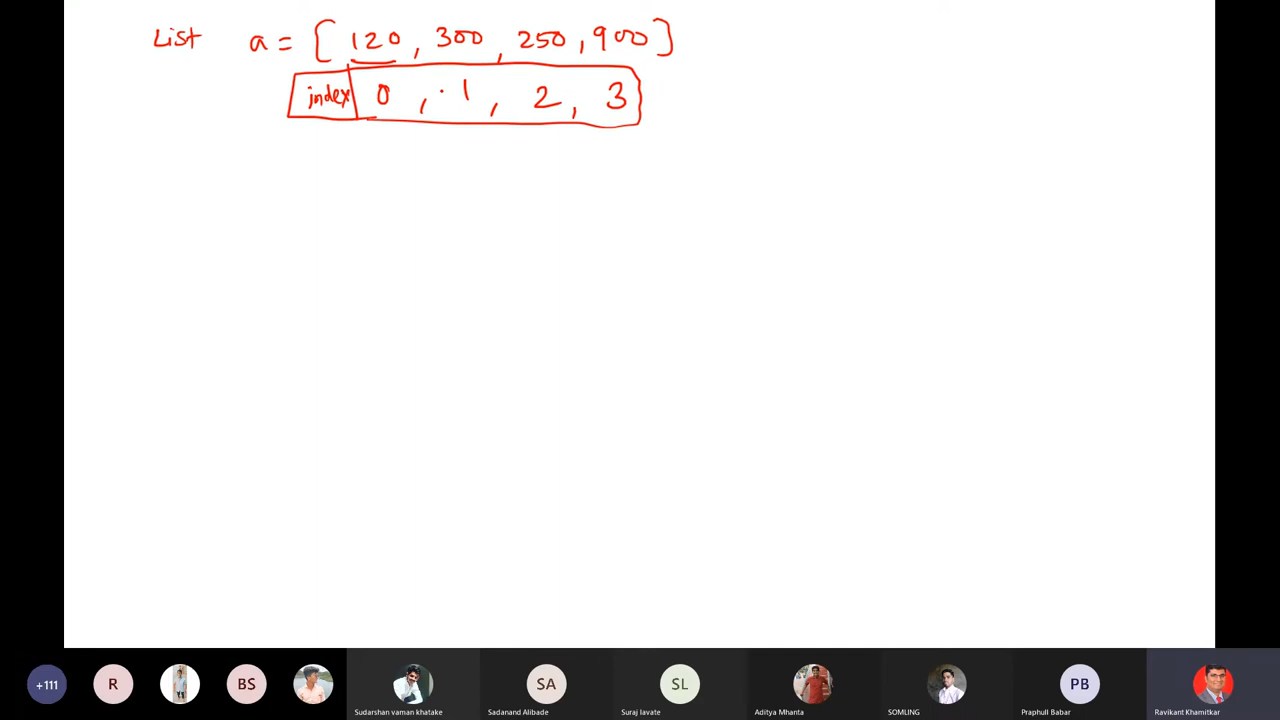 List a = [120, 300, 250, 900]
index 0, 1, 2, 3
+111 R BS SA SL PB
Sudarshan vaman khatake Sadanand Alibade Suraj lavate Aditya Mhanta SOMLING Praphull Babar Ravikant Khamitkar